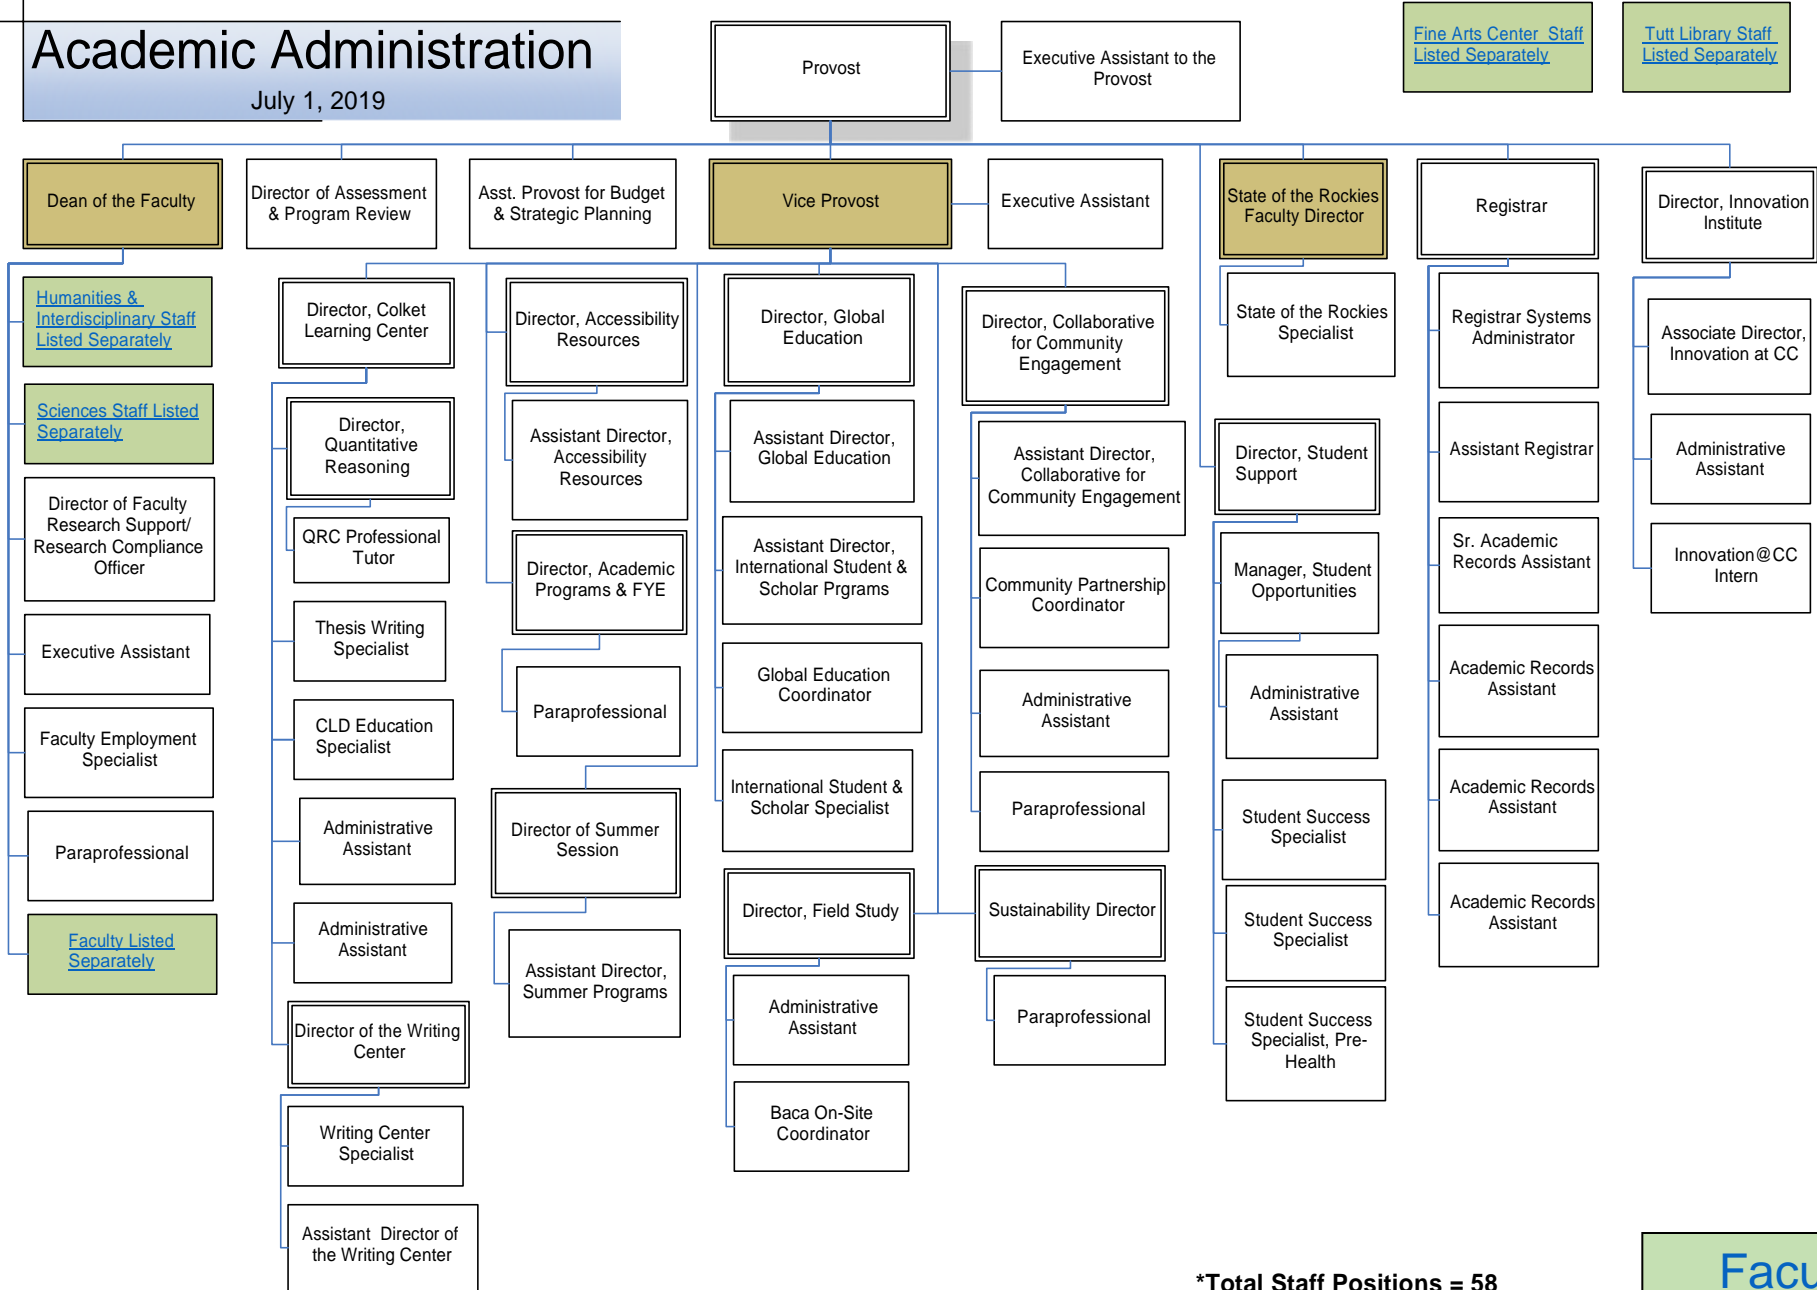 Academic Administration
July 1, 2019
Provost
Executive Assistant to the
Provost
Fine Arts Center  Staff
Listed Separately
Tutt Library Staff
Listed Separately
Dean of the Faculty
Director of Assessment
& Program Review
Asst. Provost for Budget
& Strategic Planning
Vice Provost
Executive Assistant
State of the Rockies
Faculty Director
Registrar
Director, Innovation
Institute
Humanities &
Interdisciplinary Staff
Listed Separately
Sciences Staff Listed
Separately
Director of Faculty
Research Support/
Research Compliance
Officer
Executive Assistant
Faculty Employment
Specialist
Paraprofessional
Faculty Listed
Separately
Director, Colket
Learning Center
Director,
Quantitative
Reasoning
QRC Professional
Tutor
Thesis Writing
Specialist
CLD Education
Specialist
Administrative
Assistant
Administrative
Assistant
Director of the Writing
Center
Writing Center
Specialist
Assistant  Director of
the Writing Center
Director, Accessibility
Resources
Assistant Director,
Accessibility
Resources
Director, Academic
Programs & FYE
Paraprofessional
Director of Summer
Session
Assistant Director,
Summer Programs
Director, Global
Education
Assistant Director,
Global Education
Assistant Director,
International Student &
Scholar Prgrams
Global Education
Coordinator
International Student &
Scholar Specialist
Director, Field Study
Administrative
Assistant
Baca On-Site
Coordinator
Director, Collaborative
for Community
Engagement
Assistant Director,
Collaborative for
Community Engagement
Community Partnership
Coordinator
Administrative
Assistant
Paraprofessional
Sustainability Director
Paraprofessional
State of the Rockies
Specialist
Director, Student
Support
Manager, Student
Opportunities
Administrative
Assistant
Student Success
Specialist
Student Success
Specialist
Student Success
Specialist, Pre-
Health
Registrar Systems
Administrator
Assistant Registrar
Sr. Academic
Records Assistant
Academic Records
Assistant
Academic Records
Assistant
Academic Records
Assistant
Associate Director,
Innovation at CC
Administrative
Assistant
Innovation@CC
Intern
*Total Staff Positions = 58
Facu